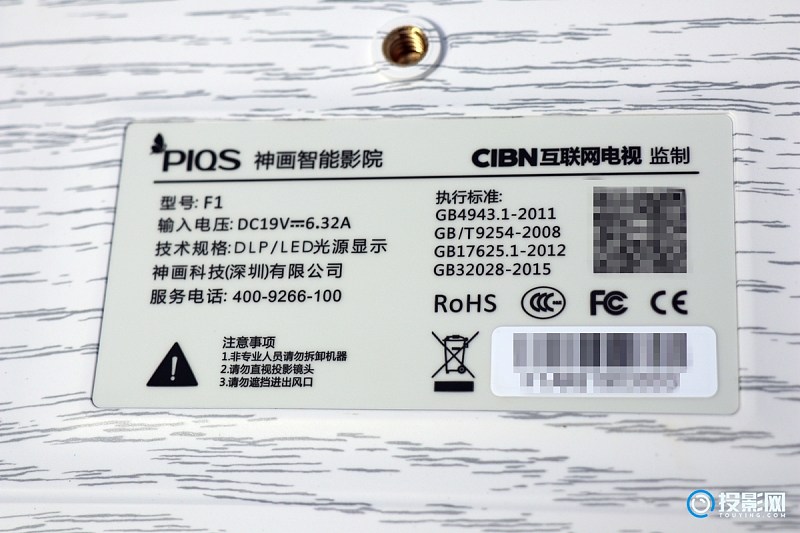 PIQS 神画智能影院
CIBN互联网电视 监制
型号: F1
输入电压: DC19V⎓6.32A
技术规格: DLP/LED光源显示
神画科技(深圳)有限公司
服务电话: 400-9266-100
执行标准:
GB4943.1-2011
GB/T9254-2008
GB17625.1-2012
GB32028-2015
RoHS CCC FC CE
注意事项
1.非专业人员请勿拆卸机器
2.请勿直视投影镜头
3.请勿遮挡进出风口
投影网
TOUYING.COM